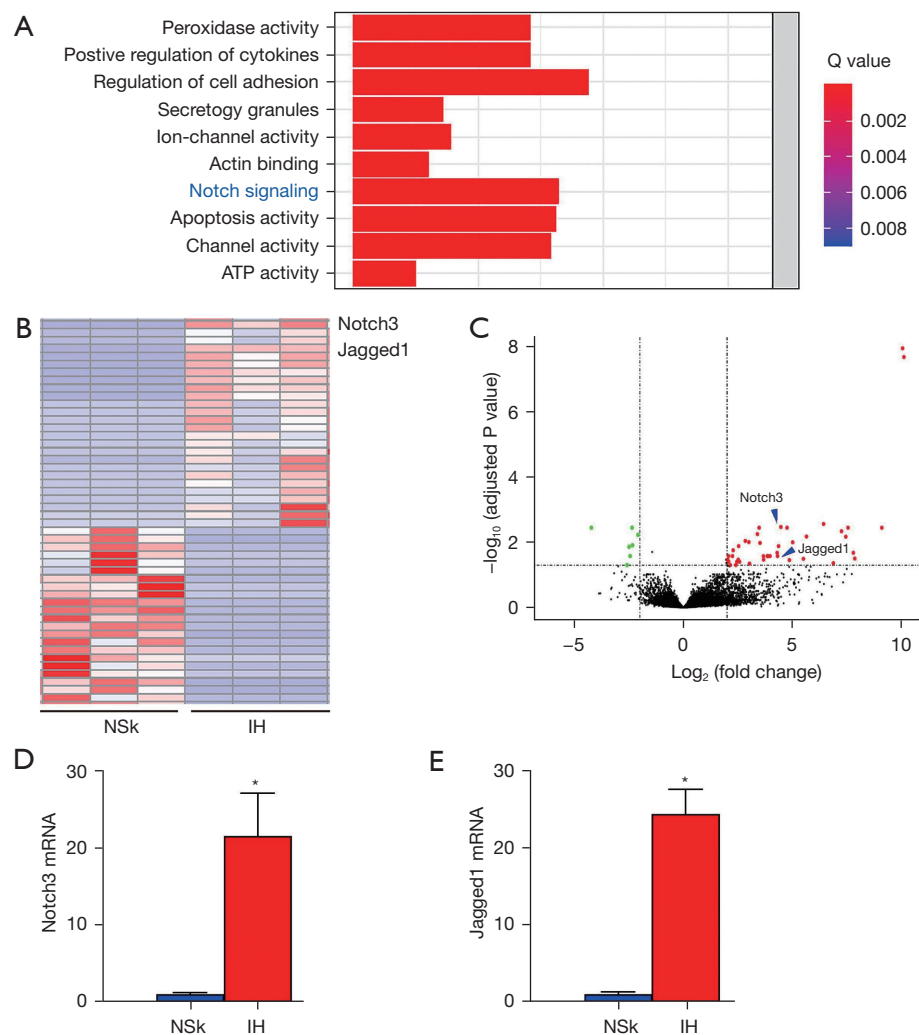 A
Peroxidase activity
Postive regulation of cytokines
Regulation of cell adhesion
Secretogy granules
Ion-channel activity
Actin binding
Notch signaling
Apoptosis activity
Channel activity
ATP activity
Q value
0.002
0.004
0.006
0.008
B
Notch3
Jagged1
NSk IH
C
8
6
4
2
0
−log₁₀ (adjusted P value)
Notch3
Jagged1
−5 0 5 10
Log₂ (fold change)
D
30
20
10
0
Notch3 mRNA
*
NSk IH
E
30
20
10
0
Jagged1 mRNA
*
NSk IH